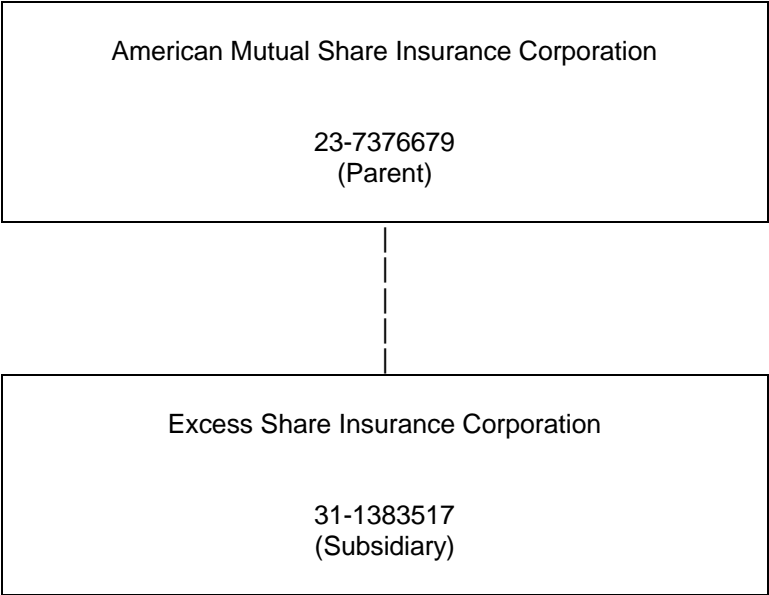 American Mutual Share Insurance Corporation
23-7376679
(Parent)
Excess Share Insurance Corporation
31-1383517
(Subsidiary)